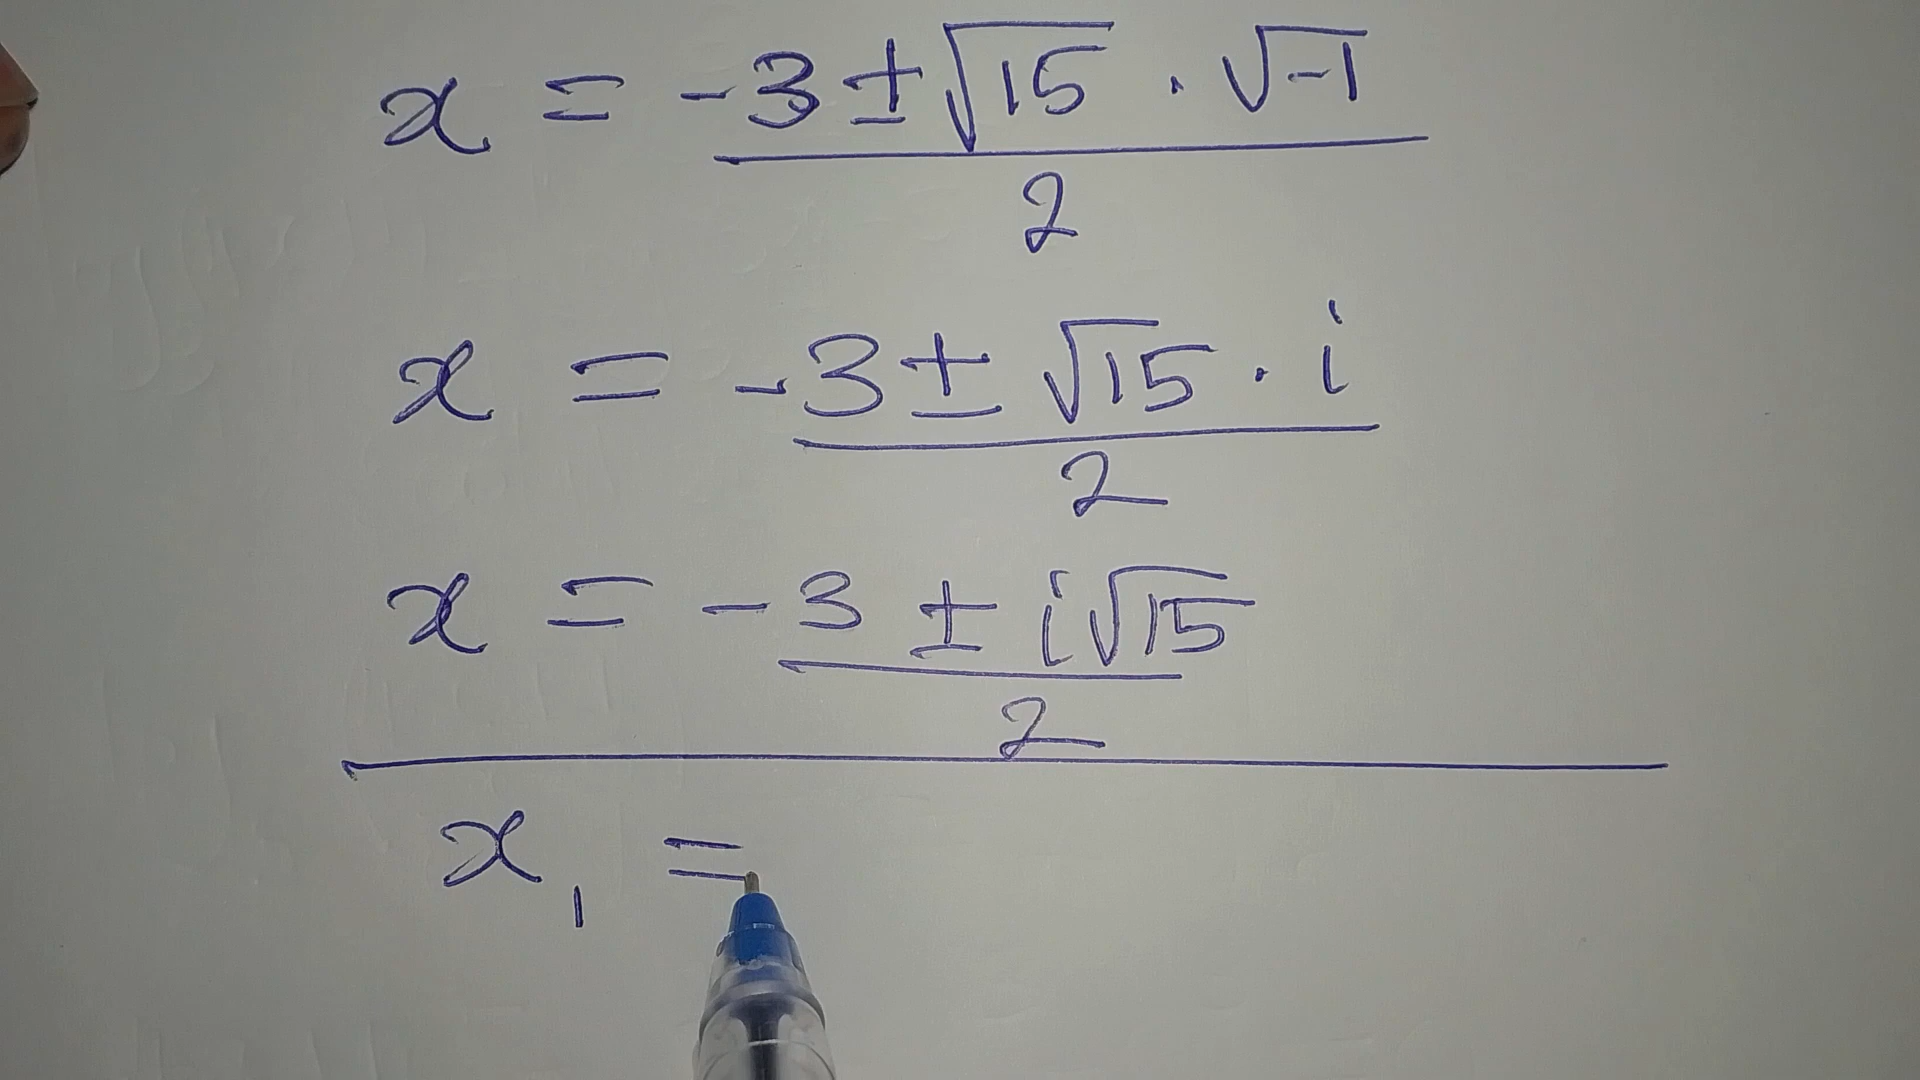 x = -3 ± √15 · √-1
2
x = -3 ± √15 · i
2
x = -3 ± i√15
2
x₁ =